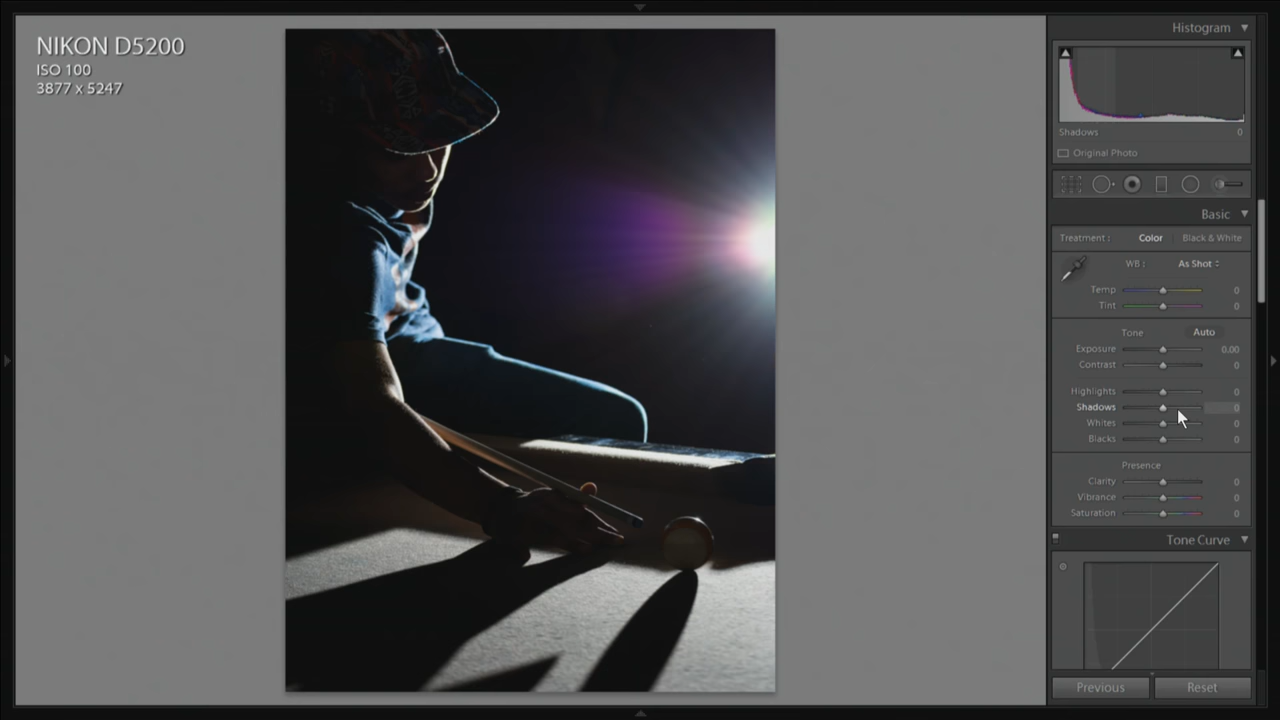 NIKON D5200
ISO 100
3877 x 5247
Histogram
Shadows 0
Original Photo
Basic
Treatment : Color Black & White
WB : As Shot
Temp 0
Tint 0
Tone Auto
Exposure 0.00
Contrast 0
Highlights 0
Shadows 0
Whites 0
Blacks 0
Presence
Clarity 0
Vibrance 0
Saturation 0
Tone Curve
Previous Reset